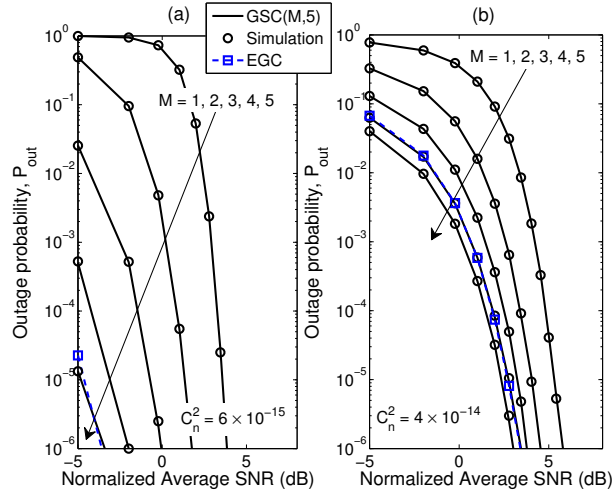 (a)
(b)
GSC(M,5)
Simulation
EGC
10^0
10^-1
10^-2
10^-3
10^-4
10^-5
10^-6
Outage probability, P_out
M = 1, 2, 3, 4, 5
C_n^2 = 6 × 10^-15
-5
0
5
Normalized Average SNR (dB)
10^0
10^-1
10^-2
10^-3
10^-4
10^-5
10^-6
Outage probability, P_out
M = 1, 2, 3, 4, 5
C_n^2 = 4 × 10^-14
-5
0
5
Normalized Average SNR (dB)